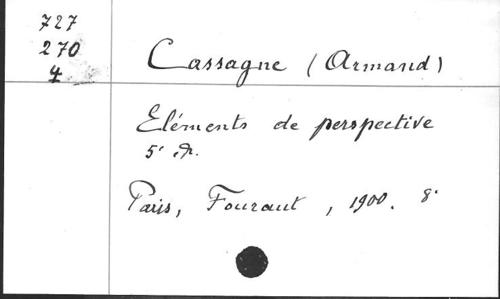 727
270
4
Cassagne (Armand)
Eléments de perspective
5ᵉ éd.
Paris, Fouraut, 1900. 8°